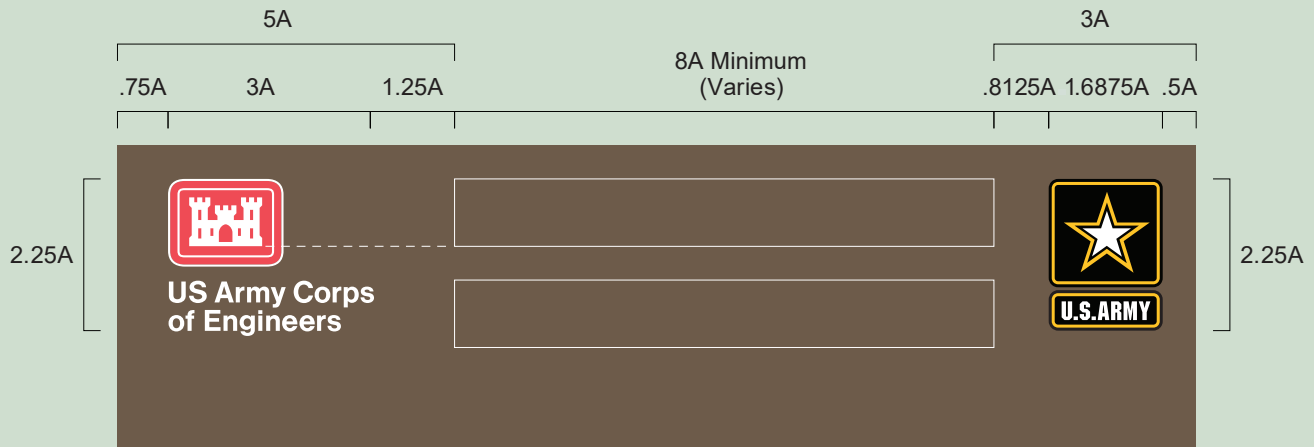 5A
3A
8A Minimum
(Varies)
.75A 3A 1.25A .8125A 1.6875A .5A
2.25A
2.25A
US Army Corps
of Engineers
U.S.ARMY